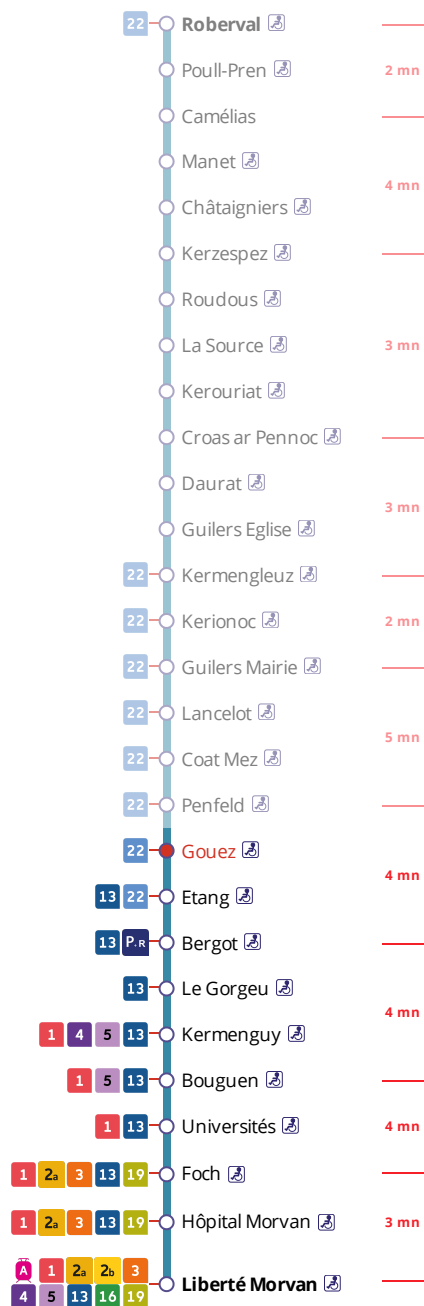 22 Roberval
Poull-Pren 2 mn
Camélias
Manet
4 mn
Châtaigniers
Kerzespez
Roudous
La Source 3 mn
Kerouriat
Croas ar Pennoc
Daurat
3 mn
Guilers Eglise
22 Kermengleuz
22 Kerionoc 2 mn
22 Guilers Mairie
22 Lancelot
5 mn
22 Coat Mez
22 Penfeld
22 Gouez
4 mn
13 22 Etang
13 P+R Bergot
13 Le Gorgeu
4 mn
1 4 5 13 Kermenguy
1 5 13 Bouguen
1 13 Universités 4 mn
1 2a 3 13 19 Foch
1 2a 3 13 19 Hôpital Morvan 3 mn
A 1 2a 2b 3
4 5 13 16 19 Liberté Morvan